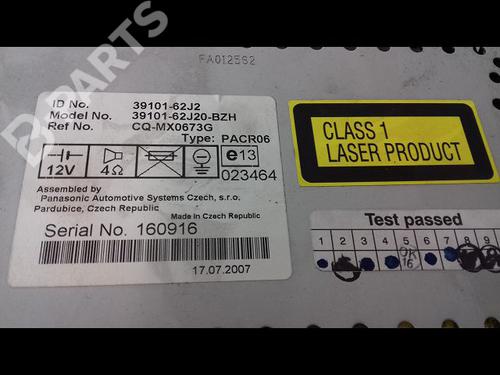 B PARTS
FA012562
ID No. 39101-62J2
Model No. 39101-62J20-BZH
Ref No. CQ-MX0673G
Type: PACR06
12V 4Ω e13
023464
Assembled by
Panasonic Automotive Systems Czech, s.r.o.
Pardubice, Czech Republic
Made in Czech Republic
Serial No. 160916
17.07.2007
CLASS 1
LASER PRODUCT
Test passed
1 2 3 4 5 6 7 8 9